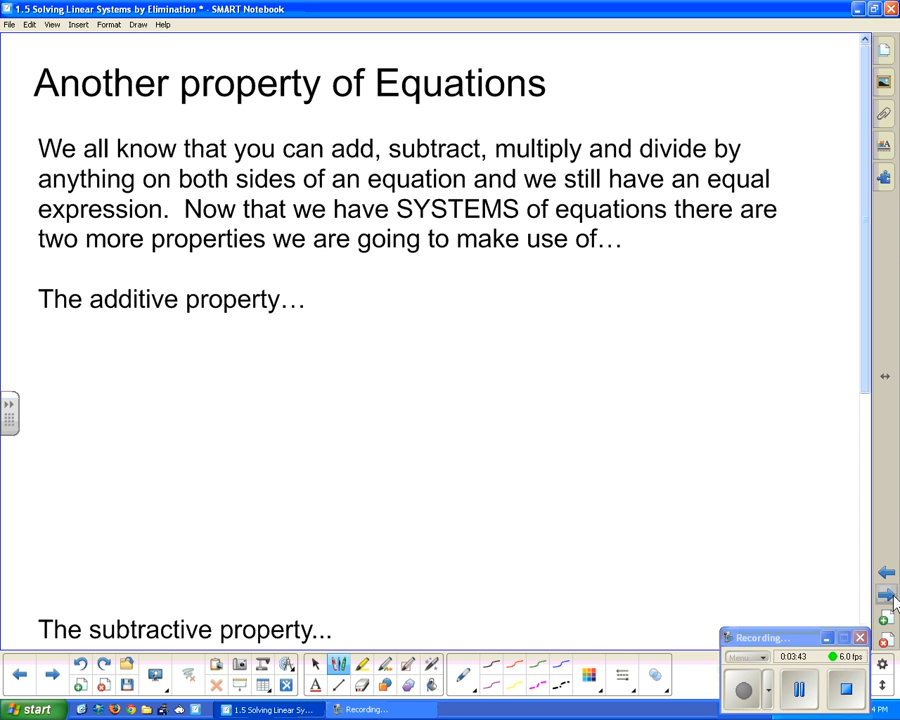 1.5 Solving Linear Systems by Elimination * - SMART Notebook
File Edit View Insert Format Draw Help
Another property of Equations
We all know that you can add, subtract, multiply and divide by
anything on both sides of an equation and we still have an equal
expression.  Now that we have SYSTEMS of equations there are
two more properties we are going to make use of…
The additive property…
The subtractive property...
Recording...
Menu
0:03:43
6.0 fps
A
start
1.5 Solving Linear Sy...
Recording...
4 PM